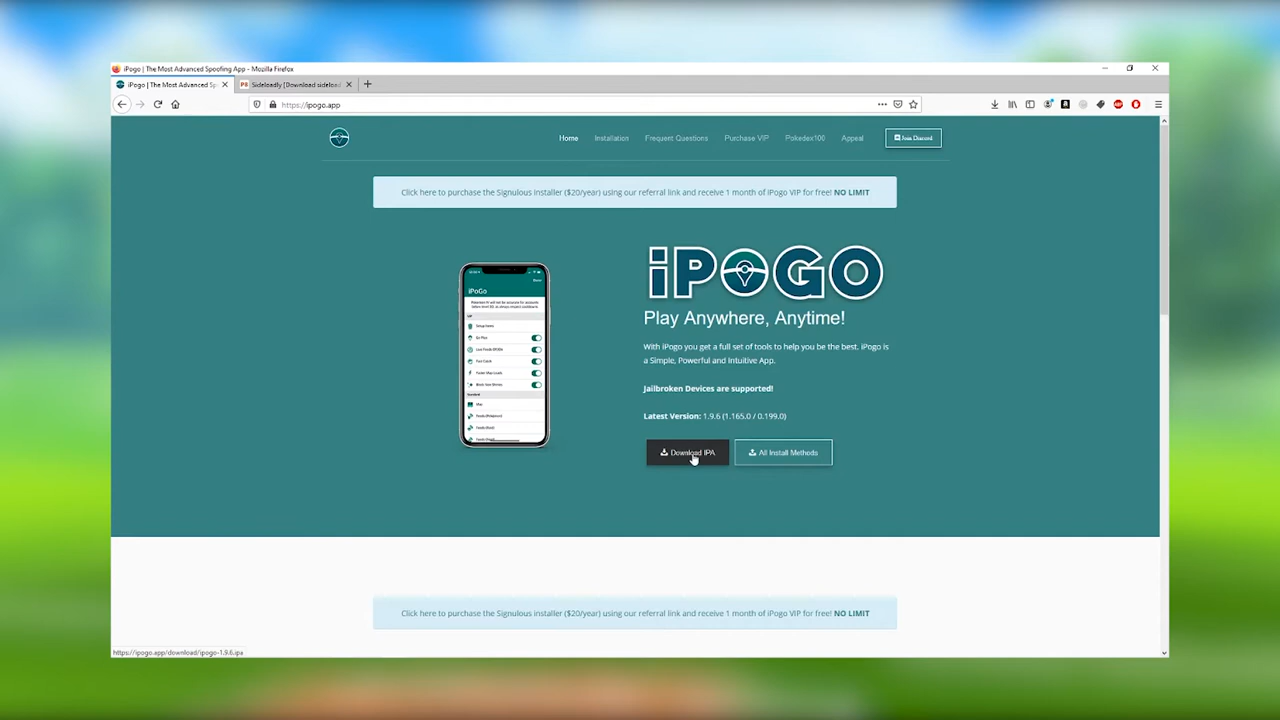 iPogo | The Most Advanced Spoofing App - Mozilla Firefox
iPogo | The Most Advanced Sp
Sideloadly [Download sideload
https://ipogo.app
Home
Installation
Frequent Questions
Purchase VIP
Pokedex100
Appeal
Join Discord
Click here to purchase the Signulous Installer ($20/year) using our referral link and receive 1 month of iPogo VIP for free! NO LIMIT
iPOGO
Play Anywhere, Anytime!
With iPogo you get a full set of tools to help you be the best. iPogo is
a Simple, Powerful and Intuitive App.
Jailbroken Devices are supported!
Latest Version: 1.9.6 (1.165.0 / 0.199.0)
Download IPA
All Install Methods
iPoGo
Go Plus
Fast Catch
Map
Click here to purchase the Signulous Installer ($20/year) using our referral link and receive 1 month of iPogo VIP for free! NO LIMIT
https://ipogo.app/download/ipogo-1.9.6.ipa